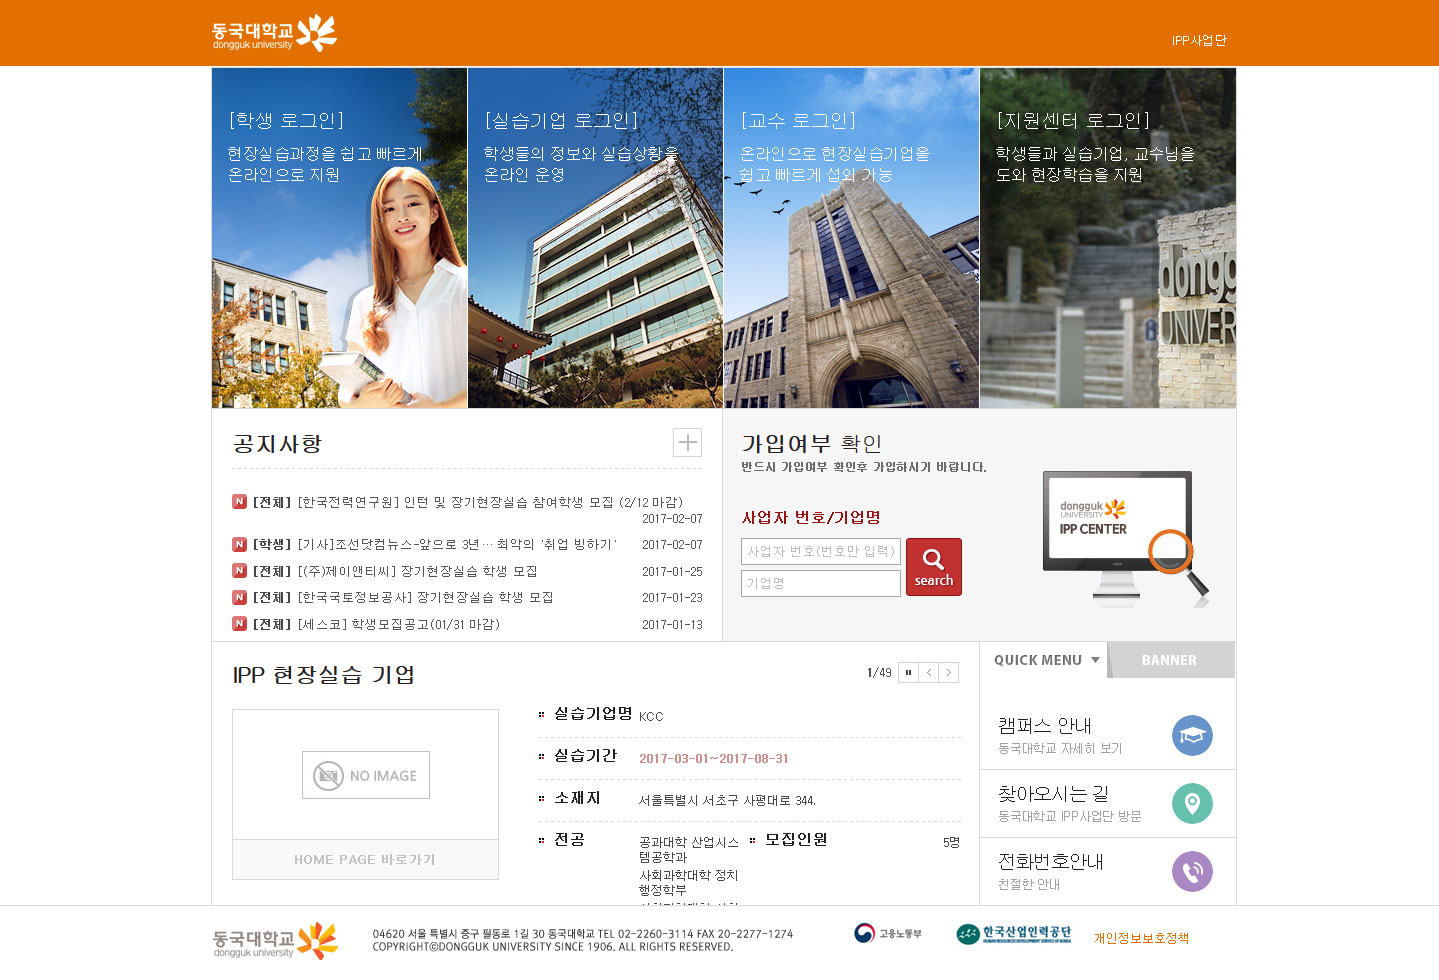 동국대학교
dongguk university
IPP사업단
[학생 로그인]
현장실습과정을 쉽고 빠르게
온라인으로 지원
[실습기업 로그인]
학생들의 정보와 실습상황을
온라인 운영
[교수 로그인]
온라인으로 현장실습기업을
쉽고 빠르게 섭외 가능
[지원센터 로그인]
학생들과 실습기업, 교수님을
도와 현장학습을 지원
dongg
UNIVER
공지사항
N [전체] [한국전력연구원] 인턴 및 장기현장실습 참여학생 모집 (2/12 마감)
2017-02-07
N [학생] [기사]조선닷컴뉴스-앞으로 3년… 최악의 '취업 빙하기' 2017-02-07
N [전체] [(주)제이앤티씨] 장기현장실습 학생 모집 2017-01-25
N [전체] [한국국토정보공사] 장기현장실습 학생 모집 2017-01-23
N [전체] [세스코] 학생모집공고(01/31 마감) 2017-01-13
가입여부 확인
반드시 가입여부 확인후 가입하시기 바랍니다.
사업자 번호/기업명
사업자 번호(번호만 입력)
기업명
search
dongguk
UNIVERSITY
IPP CENTER
IPP 현장실습 기업
1/49
NO IMAGE
HOME PAGE 바로가기
실습기업명 KCC
실습기간 2017-03-01~2017-08-31
소재지 서울특별시 서초구 사평대로 344.
전공 공과대학 산업시스
템공학과
사회과학대학 정치
행정학부
모집인원 5명
QUICK MENU
BANNER
캠퍼스 안내
동국대학교 자세히 보기
찾아오시는 길
동국대학교 IPP사업단 방문
전화번호안내
친절한 안내
동국대학교
dongguk university
04620 서울 특별시 중구 필동로 1길 30 동국대학교 TEL 02-2260-3114 FAX 20-2277-1274
COPYRIGHT©DONGGUK UNIVERSITY SINCE 1906. ALL RIGHTS RESERVED.
고용노동부
한국산업인력공단
HUMAN RESOURCES DEVELOPMENT SERVICE OF KOREA
개인정보보호정책